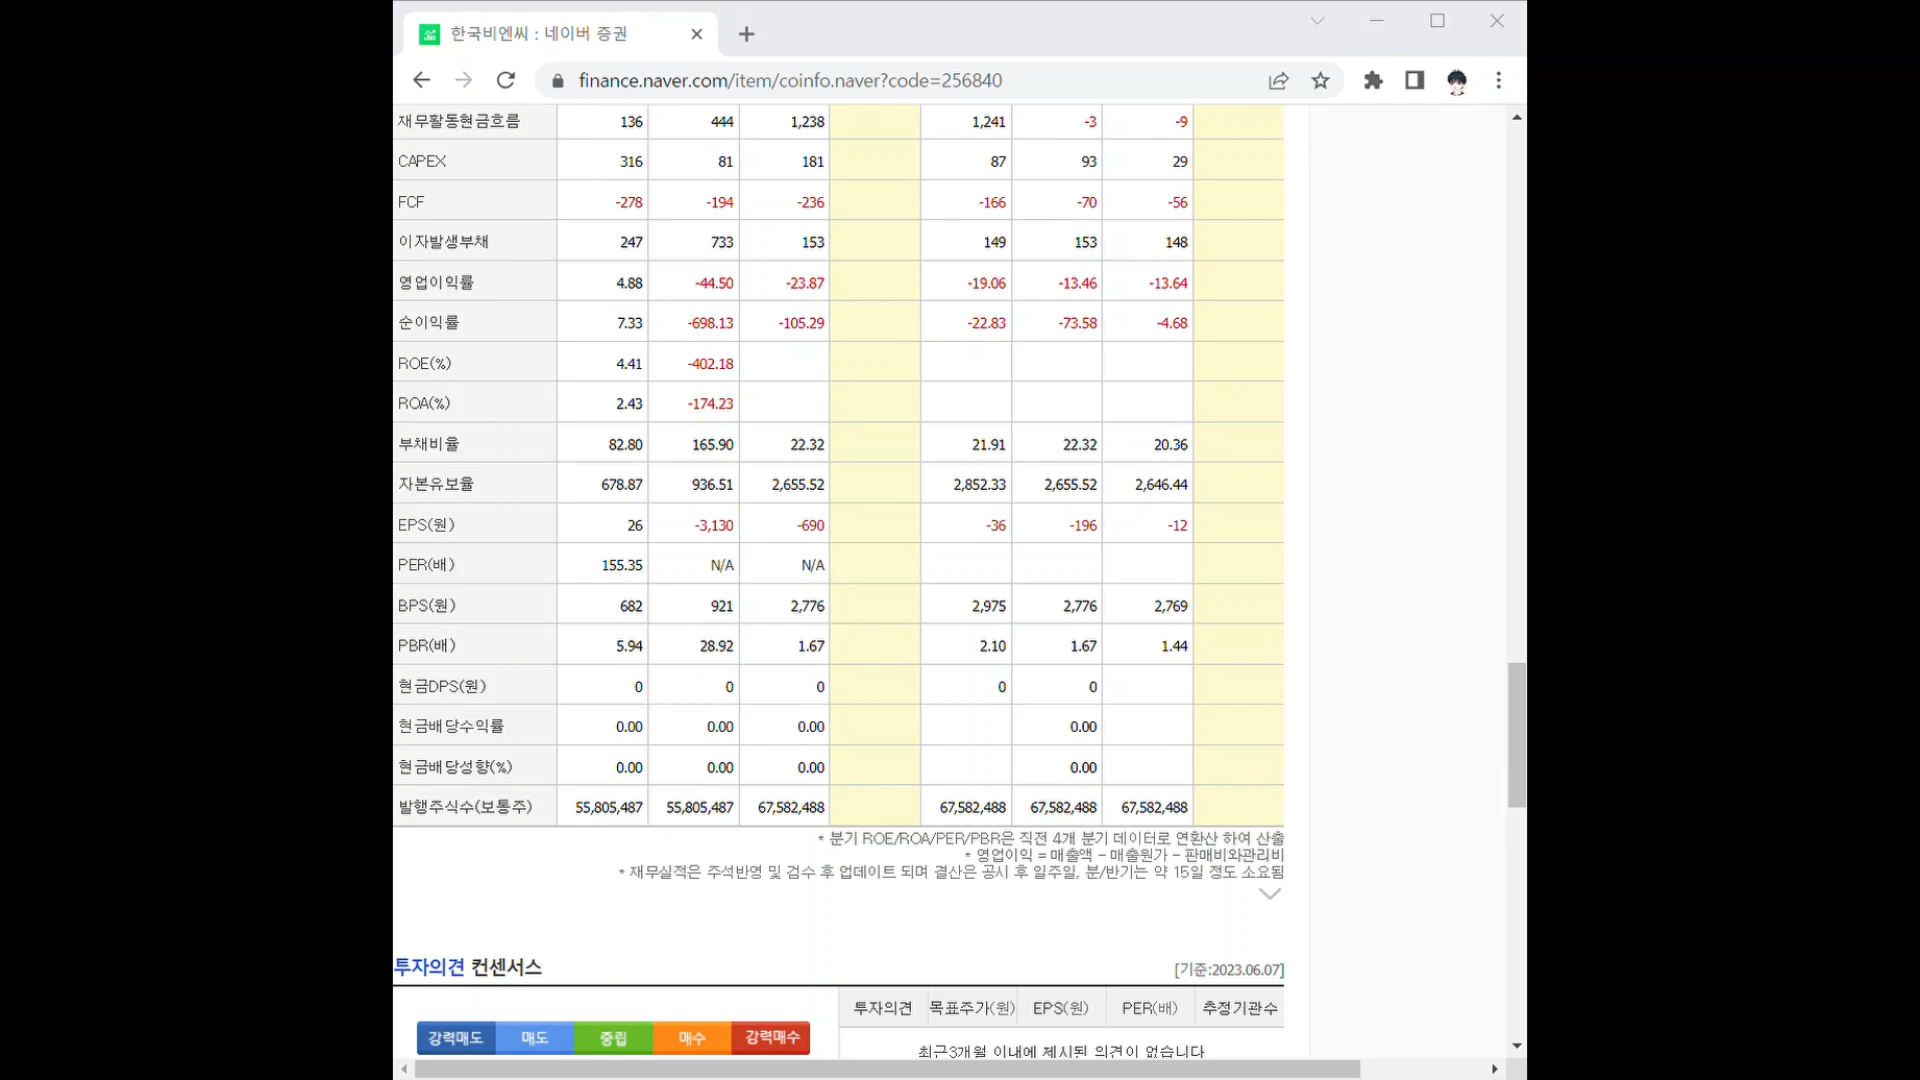 한국비엔씨 : 네이버 증권
finance.naver.com/item/coinfo.naver?code=256840
재무활동현금흐름 136 444 1,238 1,241 -3 -9
CAPEX 316 81 181 87 93 29
FCF -278 -194 -236 -166 -70 -56
이자발생부채 247 733 153 149 153 148
영업이익률 4.88 -44.50 -23.87 -19.06 -13.46 -13.64
순이익률 7.33 -698.13 -105.29 -22.83 -73.58 -4.68
ROE(%) 4.41 -402.18
ROA(%) 2.43 -174.23
부채비율 82.80 165.90 22.32 21.91 22.32 20.36
자본유보율 678.87 936.51 2,655.52 2,852.33 2,655.52 2,646.44
EPS(원) 26 -3,130 -690 -36 -196 -12
PER(배) 155.35 N/A N/A
BPS(원) 682 921 2,776 2,975 2,776 2,769
PBR(배) 5.94 28.92 1.67 2.10 1.67 1.44
현금DPS(원) 0 0 0 0 0
현금배당수익률 0.00 0.00 0.00 0.00
현금배당성향(%) 0.00 0.00 0.00 0.00
발행주식수(보통주) 55,805,487 55,805,487 67,582,488 67,582,488 67,582,488 67,582,488
* 분기 ROE/ROA/PER/PBR은 직전 4개 분기 데이터로 연환산 하여 산출
* 영업이익 = 매출액 - 매출원가 - 판매비와관리비
* 재무실적은 주석반영 및 검수 후 업데이트 되며 결산은 공시 후 일주일, 분/반기는 약 15일 정도 소요됨
투자의견 컨센서스 [기준:2023.06.07]
투자의견 목표주가(원) EPS(원) PER(배) 추정기관수
강력매도 매도 중립 매수 강력매수
최근3개월 이내에 제시된 의견이 없습니다